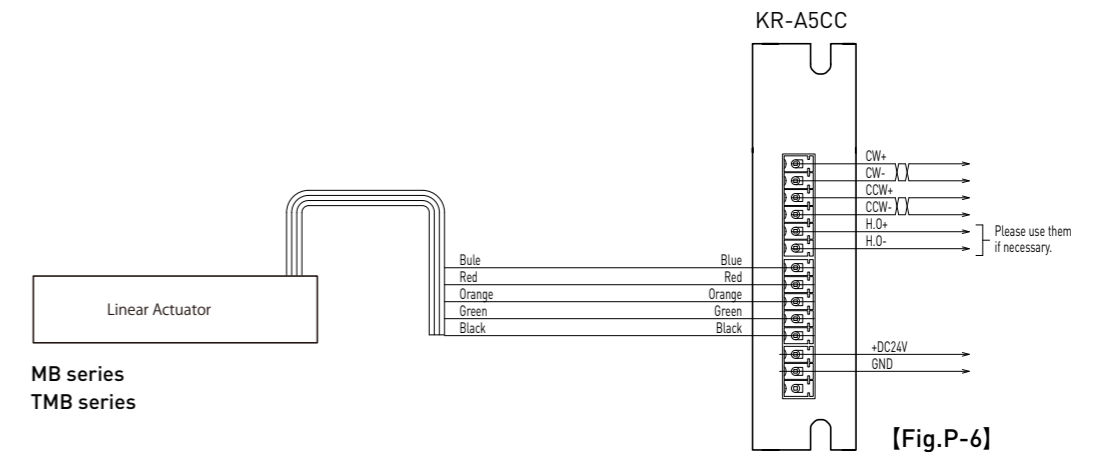 KR-A5CC
CW+
CW-
CCW+
CCW-
H.O+
H.O-
Please use them
if necessary.
Bule Blue
Red Red
Orange Orange
Green Green
Black Black
Linear Actuator
+DC24V
GND
MB series
TMB series
【Fig.P-6】